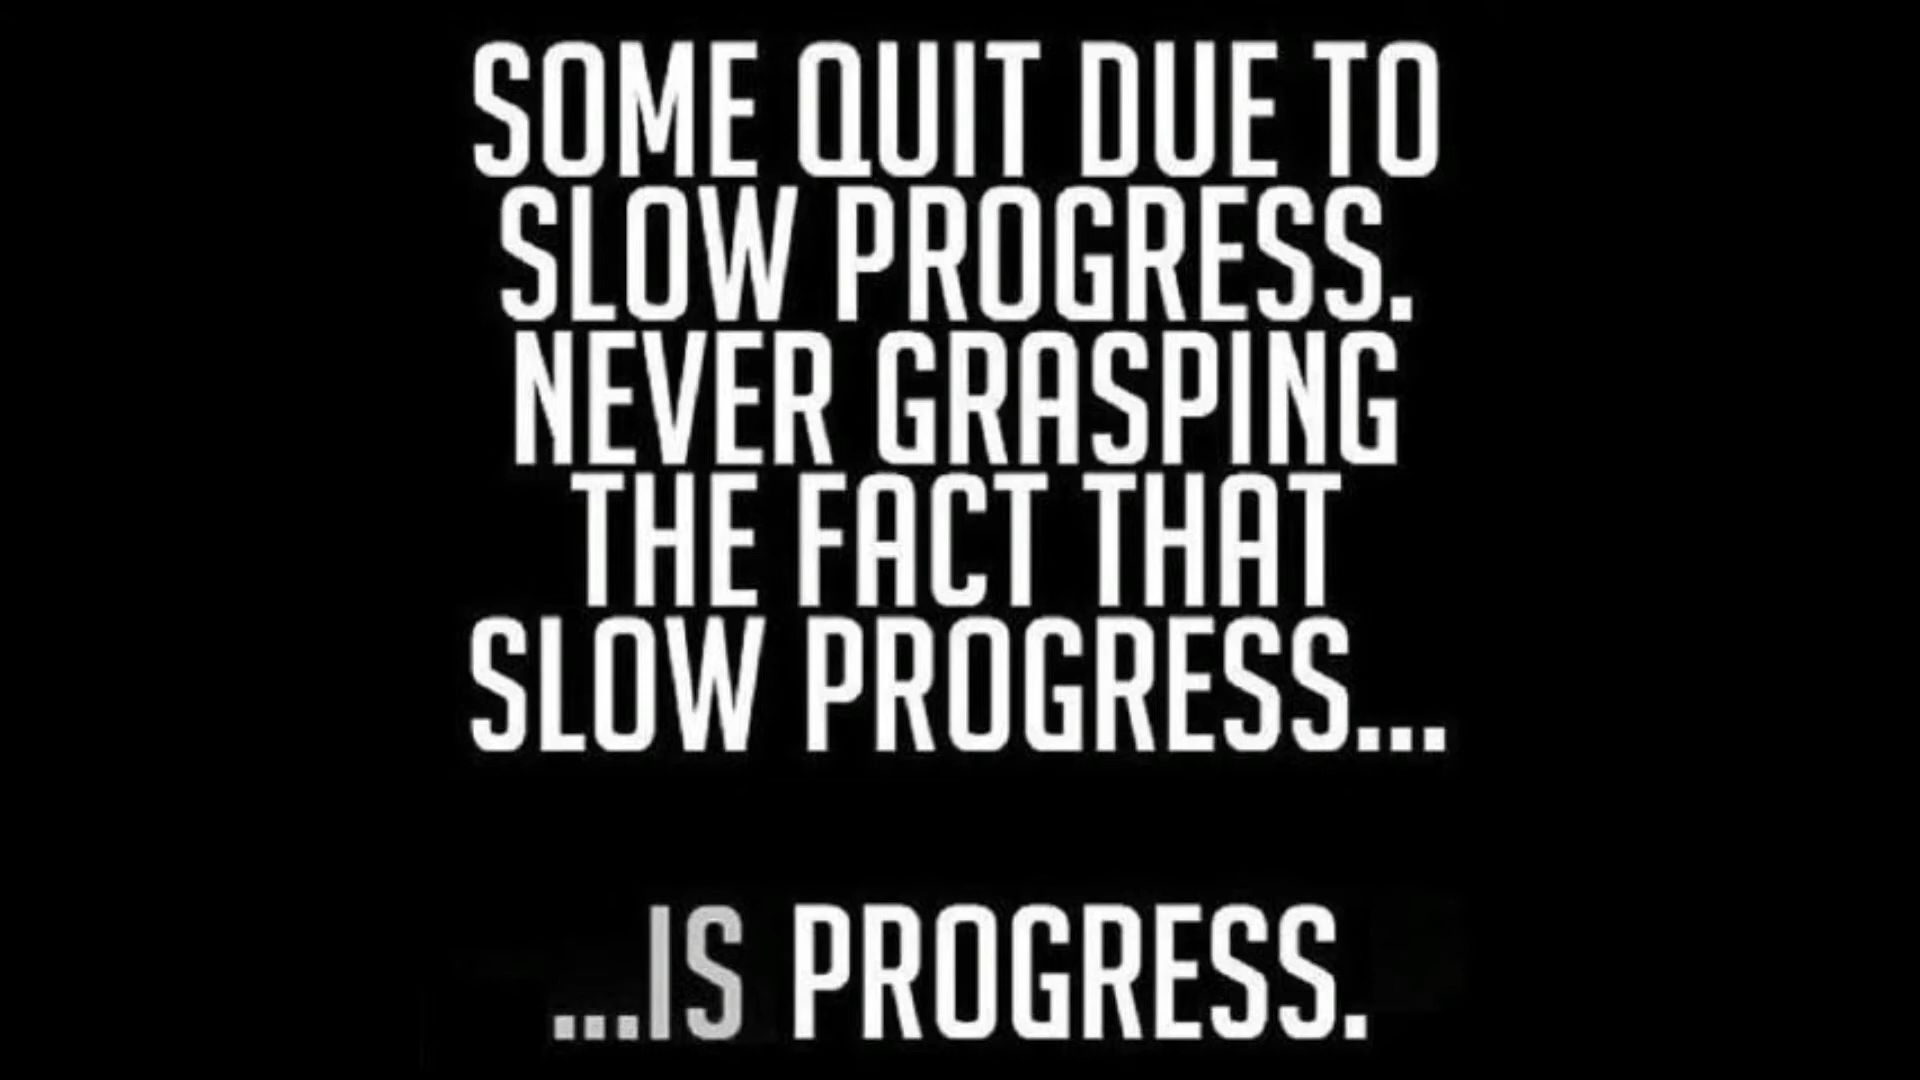 SOME QUIT DUE TO
SLOW PROGRESS.
NEVER GRASPING
THE FACT THAT
SLOW PROGRESS...
...IS PROGRESS.